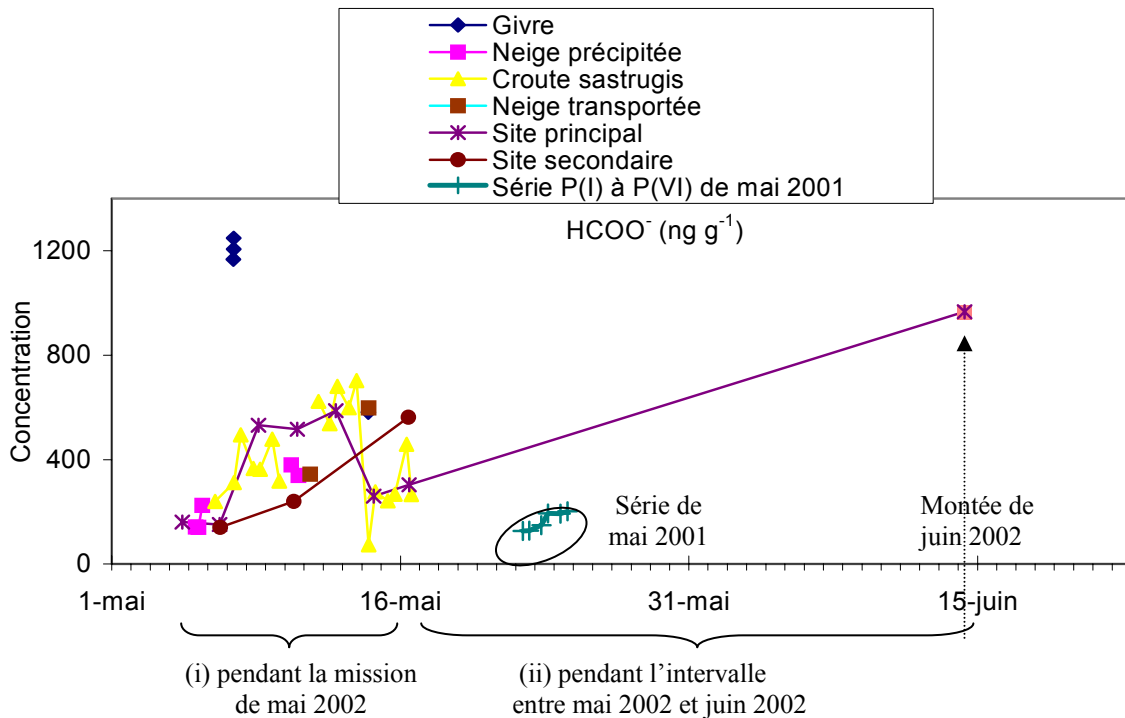 Givre
Neige précipitée
Croute sastrugis
Neige transportée
Site principal
Site secondaire
Série P(I) à P(VI) de mai 2001
HCOO⁻ (ng g⁻¹)
Concentration
1200
800
400
0
Série de
mai 2001
Montée de
juin 2002
1-mai
16-mai
31-mai
15-juin
(i) pendant la mission
de mai 2002
(ii) pendant l’intervalle
entre mai 2002 et juin 2002